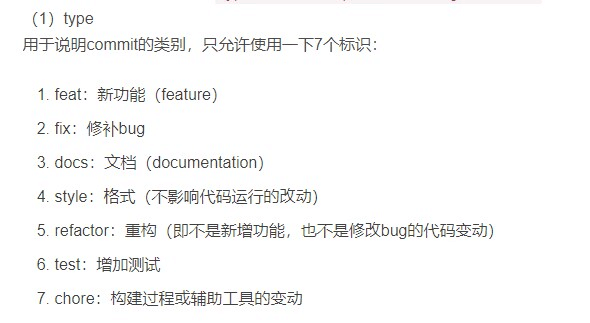 （1）type
用于说明commit的类别，只允许使用一下7个标识：
1. feat：新功能（feature）
2. fix：修补bug
3. docs：文档（documentation）
4. style：格式（不影响代码运行的改动）
5. refactor：重构（即不是新增功能，也不是修改bug的代码变动）
6. test：增加测试
7. chore：构建过程或辅助工具的变动